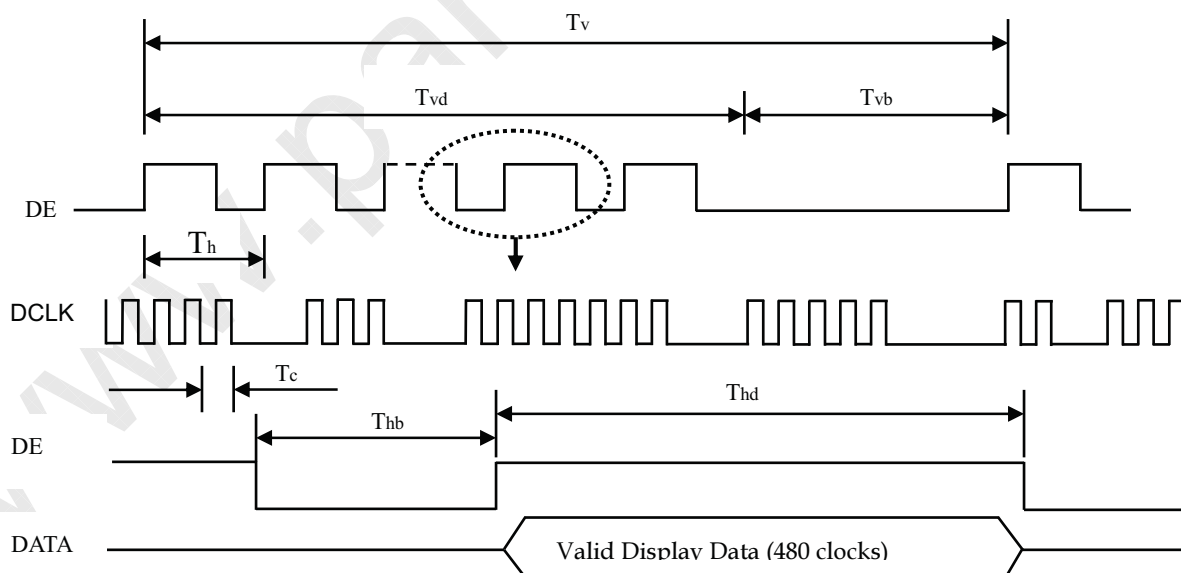 Tv
Tvd
Tvb
DE
Th
DCLK
Tc
Thd
Thb
DE
DATA
Valid Display Data (480 clocks)